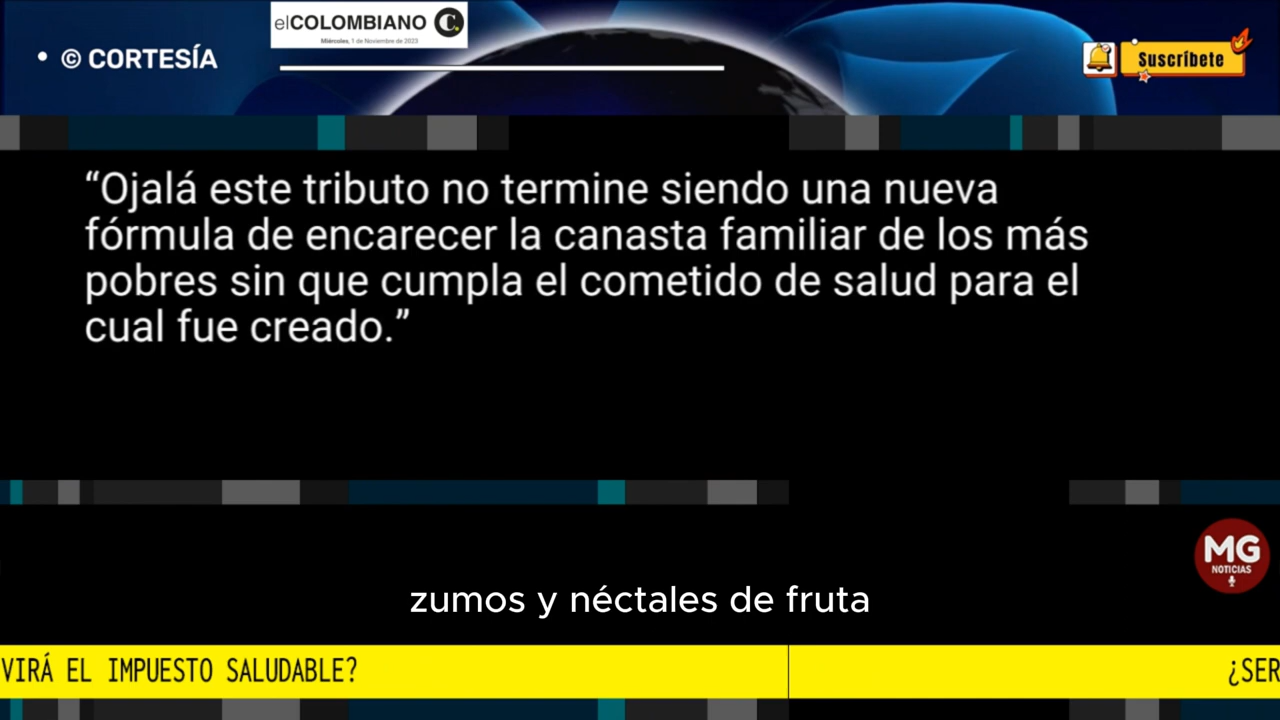 elCOLOMBIANO C.
Miércoles, 1 de Noviembre de 2023
• © CORTESÍA
Suscríbete
“Ojalá este tributo no termine siendo una nueva
fórmula de encarecer la canasta familiar de los más
pobres sin que cumpla el cometido de salud para el
cual fue creado.”
MG
NOTICIAS
zumos y néctales de fruta
VIRÁ EL IMPUESTO SALUDABLE? ¿SER